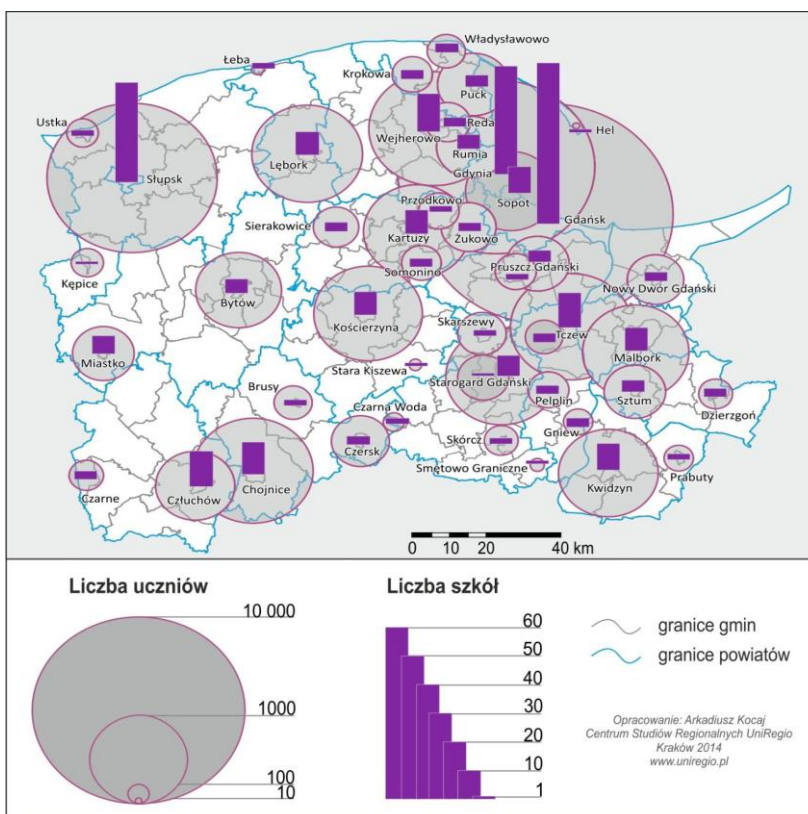 Władysławowo
Łeba
Krokowa
Puck
Ustka
Reda
Hel
Wejherowo
Rumia
Lębork
Słupsk
Gdynia
Sopot
Przodkowo
Gdańsk
Sierakowice
Kartuzy
Żukowo
Somonino
Pruszcz Gdański
Kępice
Nowy Dwór Gdański
Bytów
Kościerzyna
Skarszewy
Tczew
Malbork
Miastko
Stara Kiszewa
Starogard Gdański
Brusy
Pelplin
Sztum
Dzierzgoń
Czarna Woda
Gniew
Czersk
Skórcz
Smętowo Graniczne
Prabuty
Czarne
Człuchów
Chojnice
Kwidzyn
0 10 20 40 km
Liczba uczniów
10 000
1000
100
10
Liczba szkół
60
50
40
30
20
10
1
granice gmin
granice powiatów
Opracowanie: Arkadiusz Kocaj
Centrum Studiów Regionalnych UniRegio
Kraków 2014
www.uniregio.pl